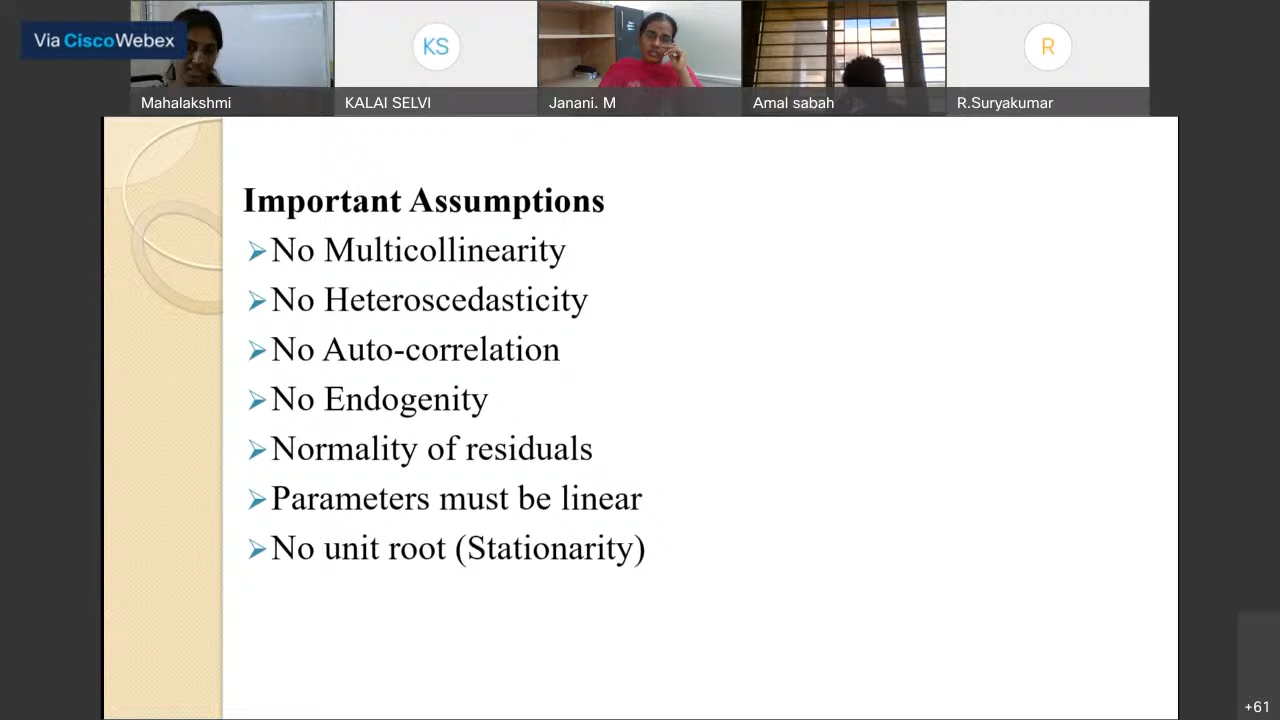 Via CiscoWebex
KS
R
Mahalakshmi
KALAI SELVI
Janani. M
Amal sabah
R.Suryakumar
Important Assumptions
No Multicollinearity
No Heteroscedasticity
No Auto-correlation
No Endogenity
Normality of residuals
Parameters must be linear
No unit root (Stationarity)
+61